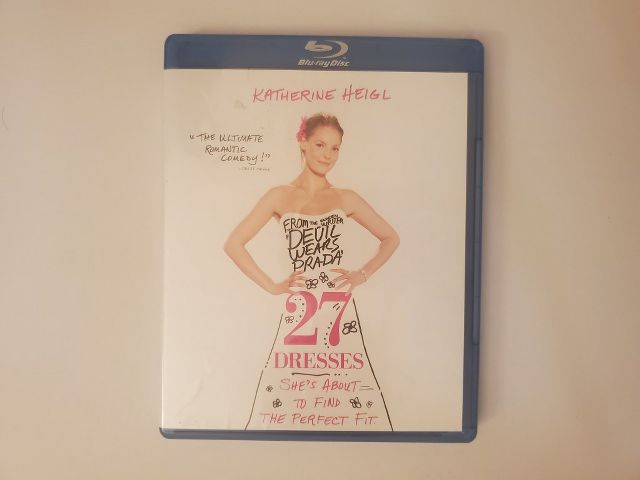 Blu-ray Disc
KATHERINE HEIGL
"THE ULTIMATE
ROMANTIC
COMEDY!"
FROM THE SCREENWRITER
"DEVIL
WEARS
PRADA"
27
DRESSES
SHE'S ABOUT
TO FIND
THE PERFECT FIT.